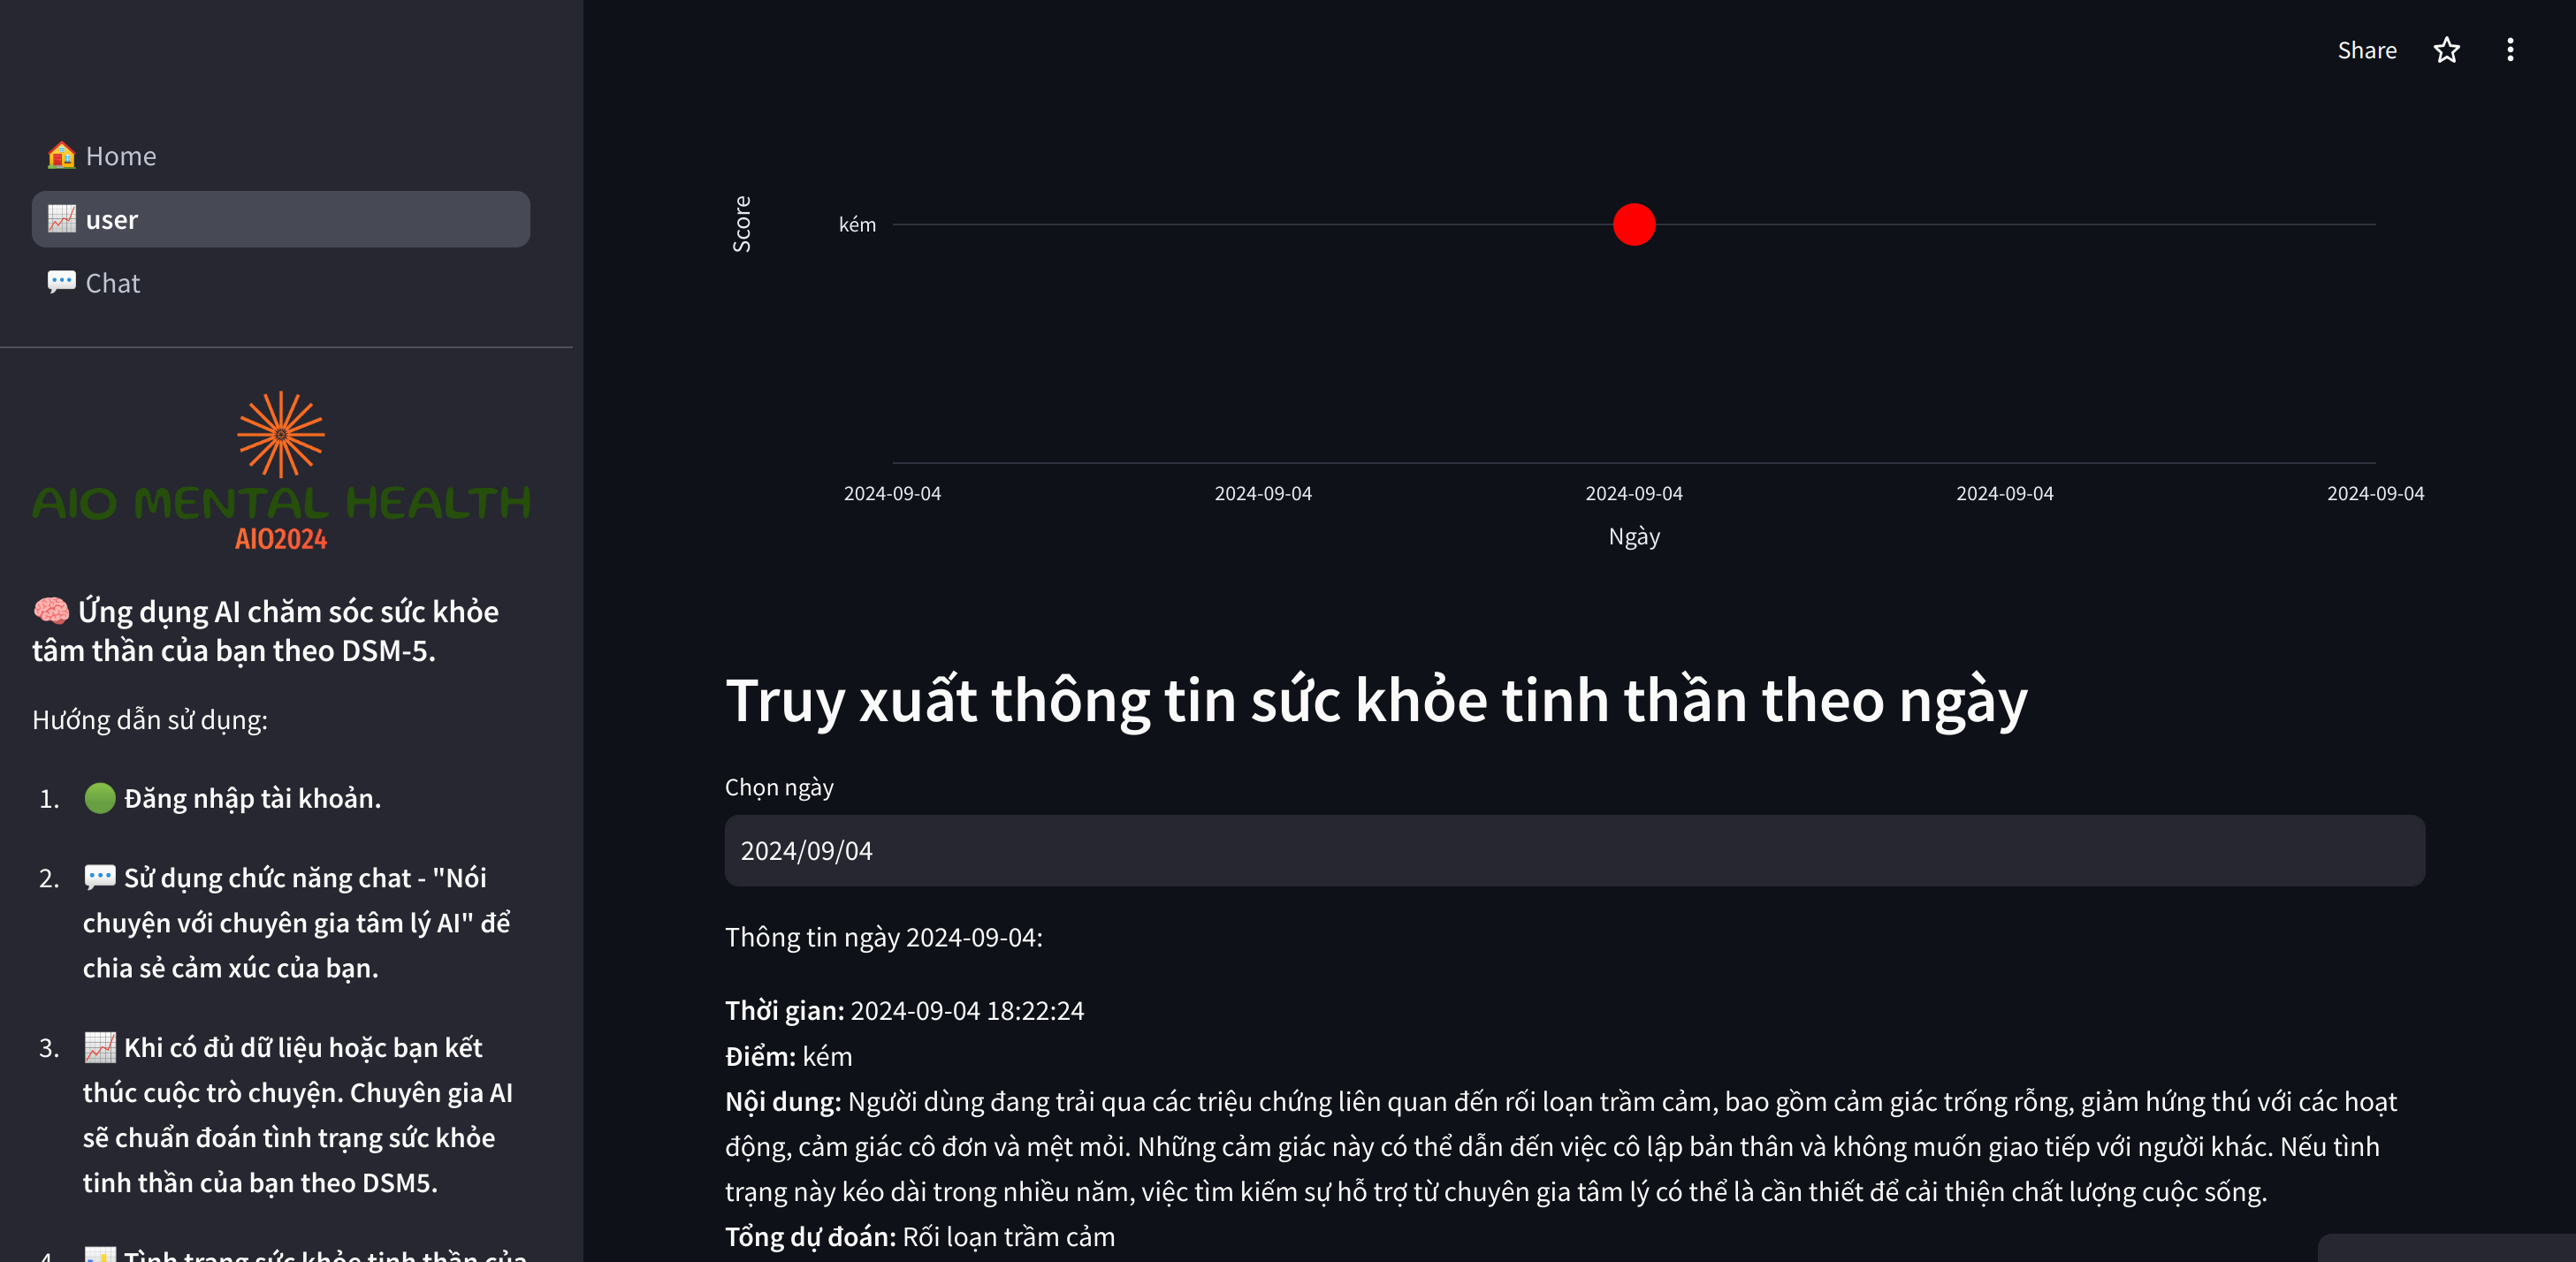 Home
user
Chat
AIO MENTAL HEALTH
AIO2024
Ứng dụng AI chăm sóc sức khỏe
tâm thần của bạn theo DSM-5.
Hướng dẫn sử dụng:
1. Đăng nhập tài khoản.
2. Sử dụng chức năng chat - "Nói
chuyện với chuyên gia tâm lý AI" để
chia sẻ cảm xúc của bạn.
3. Khi có đủ dữ liệu hoặc bạn kết
thúc cuộc trò chuyện. Chuyên gia AI
sẽ chuẩn đoán tình trạng sức khỏe
tinh thần của bạn theo DSM5.
4. Tình trạng sức khỏe tinh thần của
Share
Score
kém
2024-09-04 2024-09-04 2024-09-04 2024-09-04 2024-09-04
Ngày
Truy xuất thông tin sức khỏe tinh thần theo ngày
Chọn ngày
2024/09/04
Thông tin ngày 2024-09-04:
Thời gian: 2024-09-04 18:22:24
Điểm: kém
Nội dung: Người dùng đang trải qua các triệu chứng liên quan đến rối loạn trầm cảm, bao gồm cảm giác trống rỗng, giảm hứng thú với các hoạt
động, cảm giác cô đơn và mệt mỏi. Những cảm giác này có thể dẫn đến việc cô lập bản thân và không muốn giao tiếp với người khác. Nếu tình
trạng này kéo dài trong nhiều năm, việc tìm kiếm sự hỗ trợ từ chuyên gia tâm lý có thể là cần thiết để cải thiện chất lượng cuộc sống.
Tổng dự đoán: Rối loạn trầm cảm